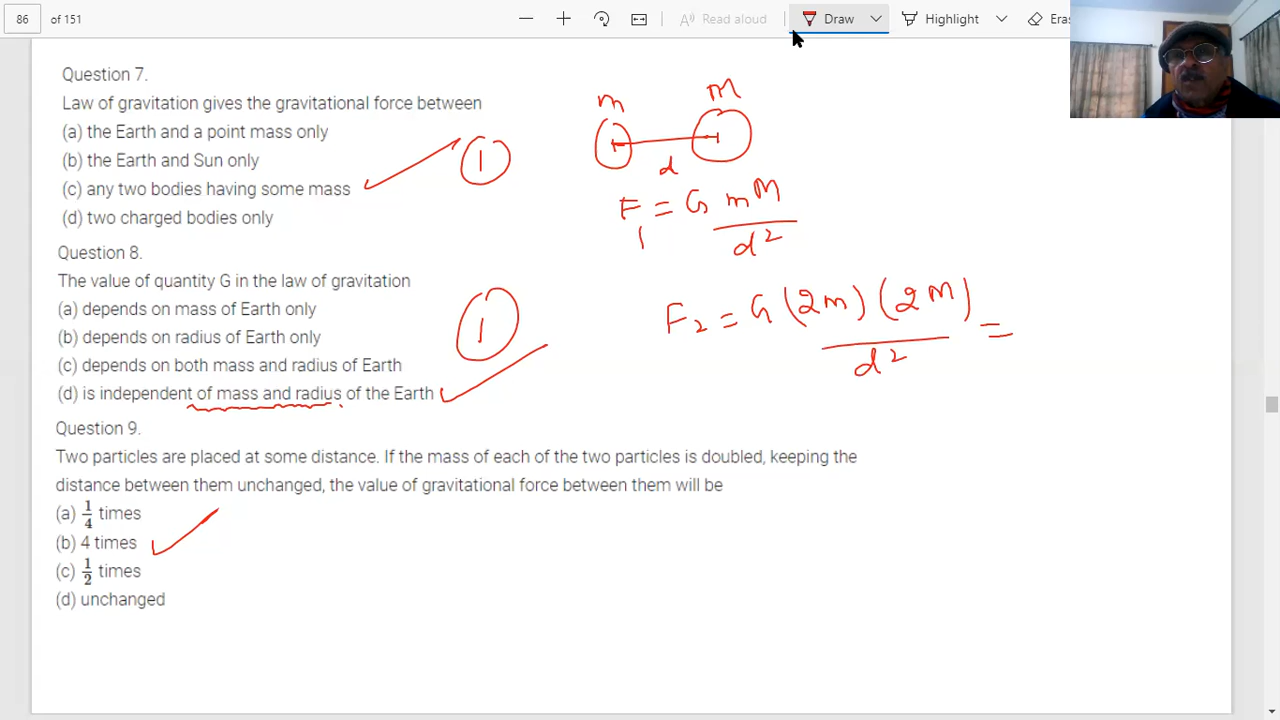 86 of 151
Read aloud
Draw
Highlight
Eras
Question 7.
Law of gravitation gives the gravitational force between
(a) the Earth and a point mass only
(b) the Earth and Sun only
(c) any two bodies having some mass
(d) two charged bodies only
1
m M
d
F1 = G mM / d²
Question 8.
The value of quantity G in the law of gravitation
(a) depends on mass of Earth only
(b) depends on radius of Earth only
(c) depends on both mass and radius of Earth
(d) is independent of mass and radius of the Earth
1
F2 = G (2m) (2M) / d² =
Question 9.
Two particles are placed at some distance. If the mass of each of the two particles is doubled, keeping the
distance between them unchanged, the value of gravitational force between them will be
(a) 1/4 times
(b) 4 times
(c) 1/2 times
(d) unchanged